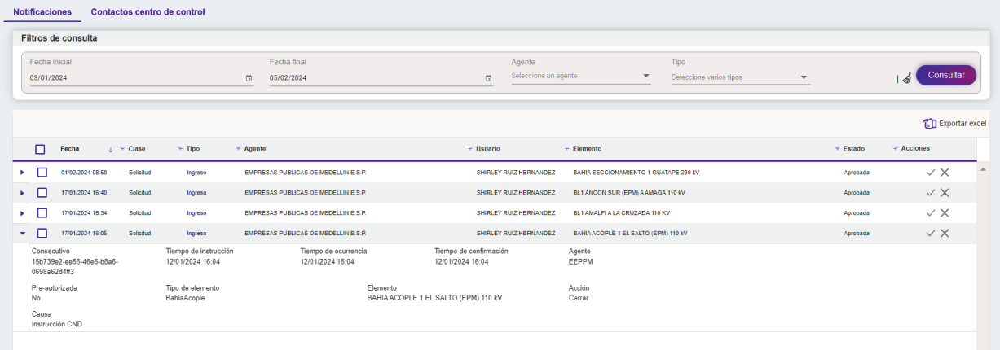 Notificaciones Contactos centro de control
Filtros de consulta
Fecha inicial Fecha final Agente Tipo
03/01/2024 05/02/2024 Seleccione un agente Seleccione varios tipos Consultar
Exportar excel
Fecha Clase Tipo Agente Usuario Elemento Estado Acciones
01/02/2024 08:58 Solicitud Ingreso EMPRESAS PUBLICAS DE MEDELLIN E.S.P. SHIRLEY RUIZ HERNANDEZ BAHIA SECCIONAMIENTO 1 GUATAPE 230 kV Aprobada
17/01/2024 16:40 Solicitud Ingreso EMPRESAS PUBLICAS DE MEDELLIN E.S.P. SHIRLEY RUIZ HERNANDEZ BL1 ANCON SUR (EPM) A AMAGA 110 kV Aprobada
17/01/2024 16:34 Solicitud Ingreso EMPRESAS PUBLICAS DE MEDELLIN E.S.P. SHIRLEY RUIZ HERNANDEZ BL1 AMALFI A LA CRUZADA 110 KV Aprobada
17/01/2024 16:05 Solicitud Ingreso EMPRESAS PUBLICAS DE MEDELLIN E.S.P. SHIRLEY RUIZ HERNANDEZ BAHIA ACOPLE 1 EL SALTO (EPM) 110 kV Aprobada
Consecutivo Tiempo de instrucción Tiempo de ocurrencia Tiempo de confirmación Agente
15b739e2-ee56-46e6-b8a6- 12/01/2024 16:04 12/01/2024 16:04 12/01/2024 16:04 EEPPM
0698a62d4ff3
Pre-autorizada Tipo de elemento Elemento Acción
No BahiaAcople BAHIA ACOPLE 1 EL SALTO (EPM) 110 kV Cerrar
Causa
Instrucción CND